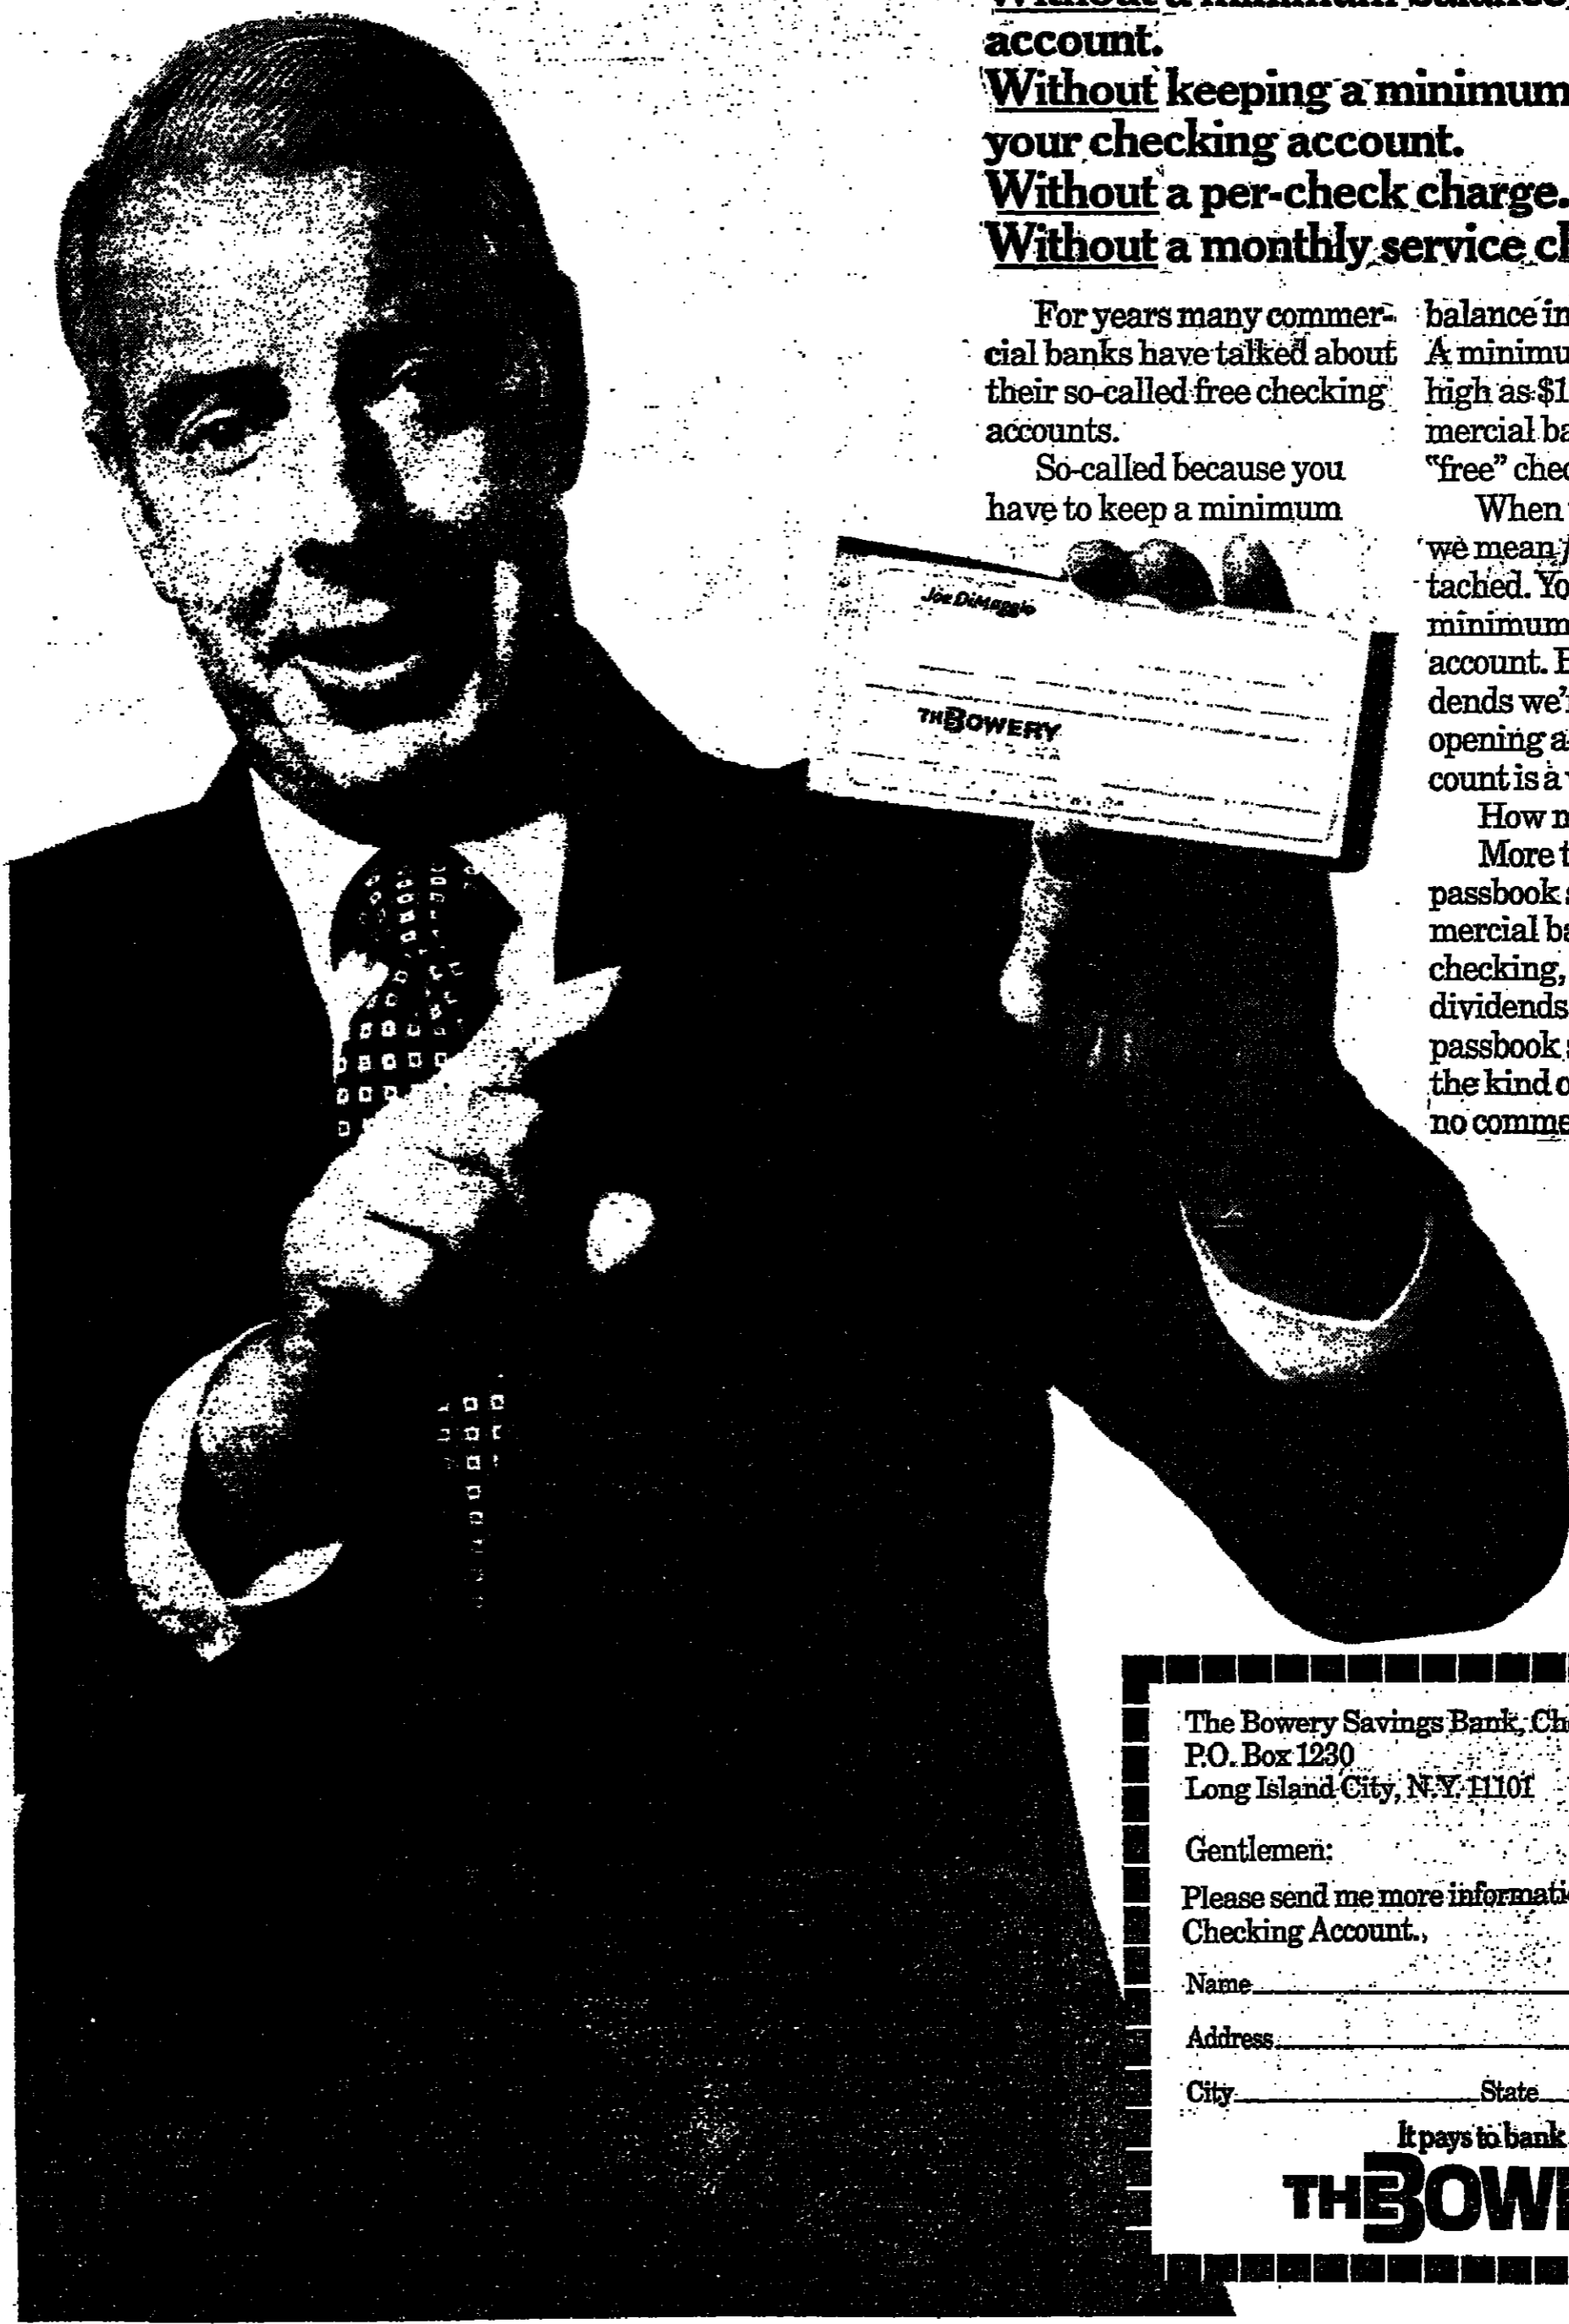 Without a minimum balance
account.
Without keeping a minimum
your checking account.
Without a per-check charge.
Without a monthly service
For years many commer-
cial banks have talked about
their so-called free checking
accounts.
So-called because you
have to keep a minimum
balance in
A minimu
high as $1
mercial ba
"free" chec
When
we mean
tached. Yo
minimum
account. B
dends we'
opening a
count is a
How m
More t
passbook s
mercial ba
checking,
dividends
passbook s
the kind o
no comme
Joe DiMaggio
THE BOWERY
The Bowery Savings Bank, Ch
P.O. Box 1230
Long Island City, N.Y. 11101
Gentlemen:
Please send me more informati
Checking Account.
Name
Address
City State
It pays to bank
THE BOW